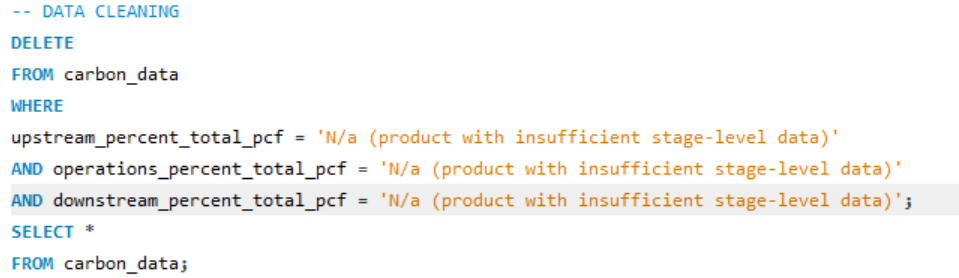 -- DATA CLEANING
DELETE
FROM carbon_data
WHERE
upstream_percent_total_pcf = 'N/a (product with insufficient stage-level data)'
AND operations_percent_total_pcf = 'N/a (product with insufficient stage-level data)'
AND downstream_percent_total_pcf = 'N/a (product with insufficient stage-level data)';
SELECT *
FROM carbon_data;